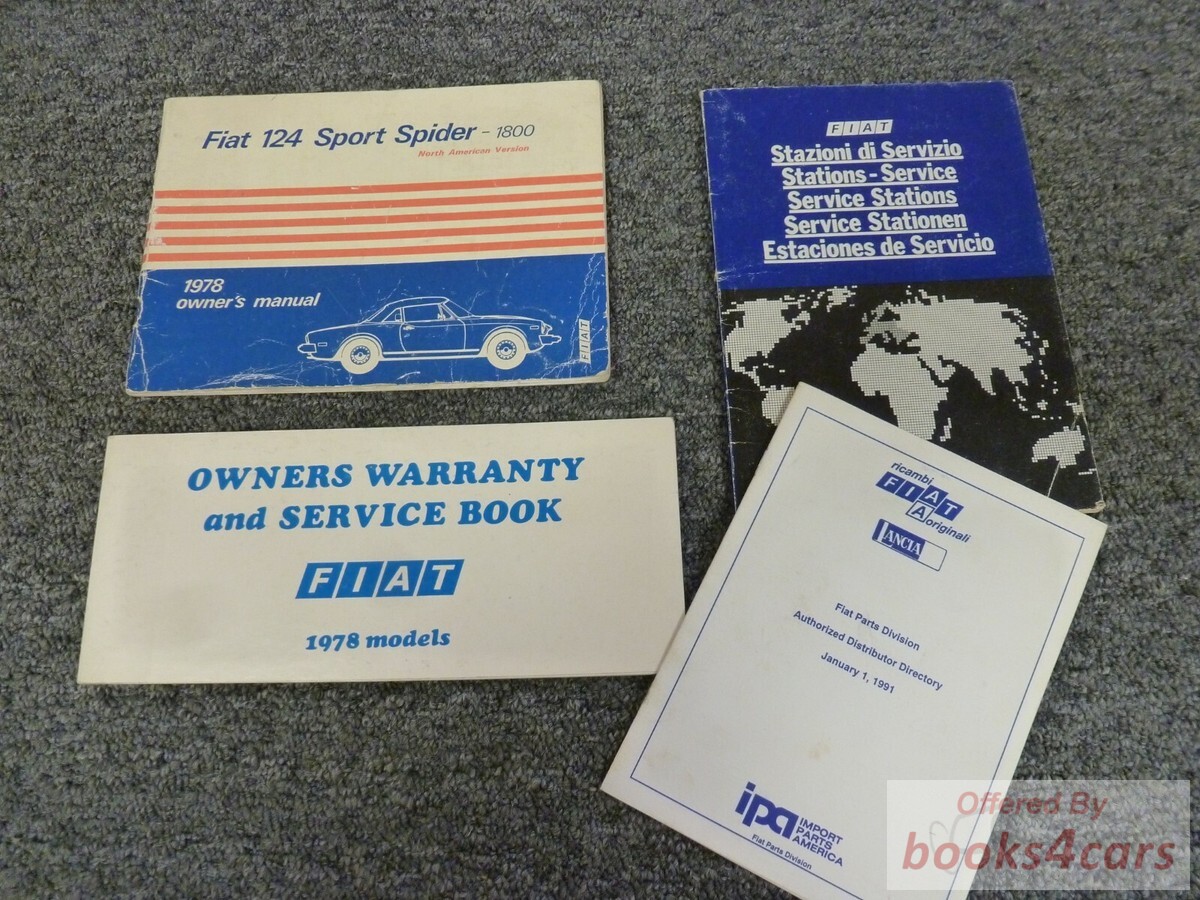 Fiat 124 Sport Spider - 1800
North American Version
1978
owner's manual
FIAT
FIAT
Stazioni di Servizio
Stations-Service
Service Stations
Service Stationen
Estaciones de Servicio
OWNERS WARRANTY
and SERVICE BOOK
FIAT
1978 models
ricambi
FIAT
A originali
LANCIA
Fiat Parts Division
Authorized Distributor Directory
January 1, 1991
ipa IMPORT
PARTS
AMERICA
Fiat Parts Division
Offered By
books4cars